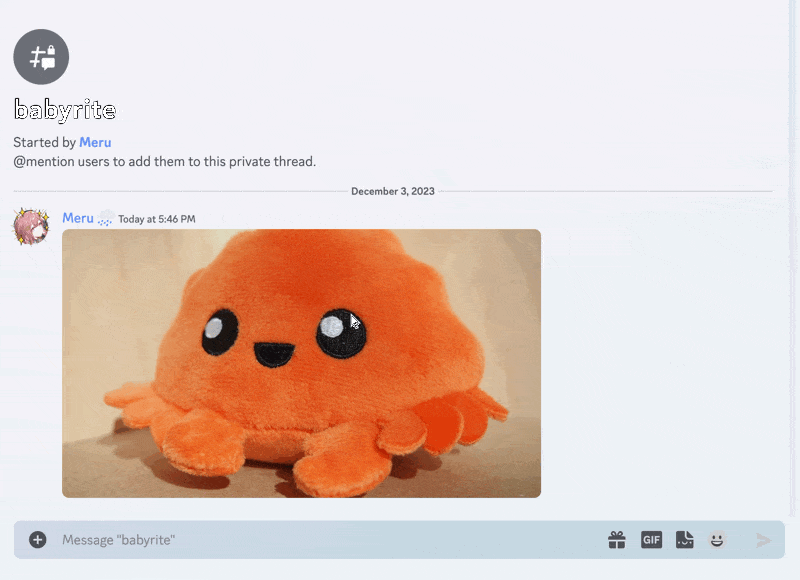 babyrite
Started by Meru
@mention users to add them to this private thread.
December 3, 2023
Meru Today at 5:46 PM
Message "babyrite"
GIF